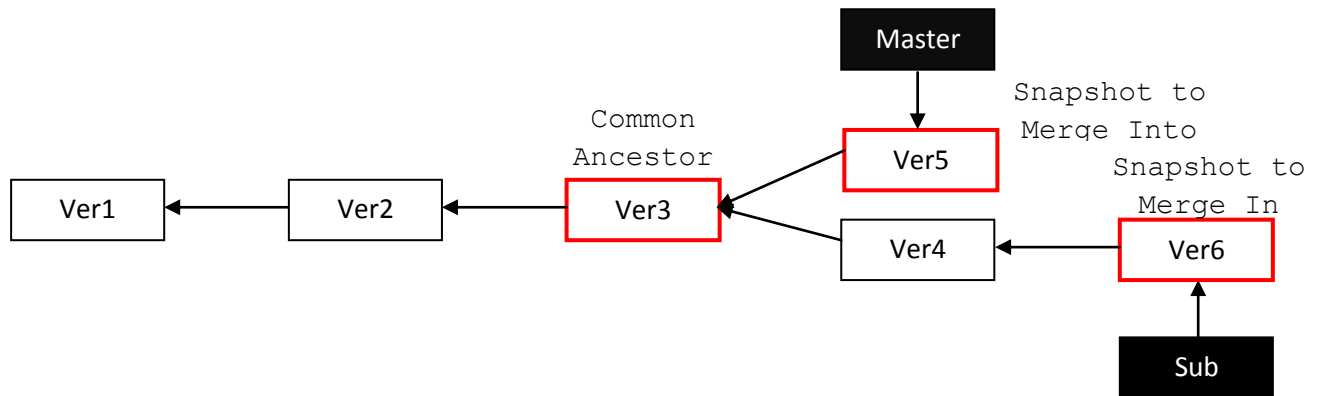 Master
Snapshot to
Merge Into
Common
Ancestor
Ver5
Snapshot to
Merge In
Ver1
Ver2
Ver3
Ver4
Ver6
Sub